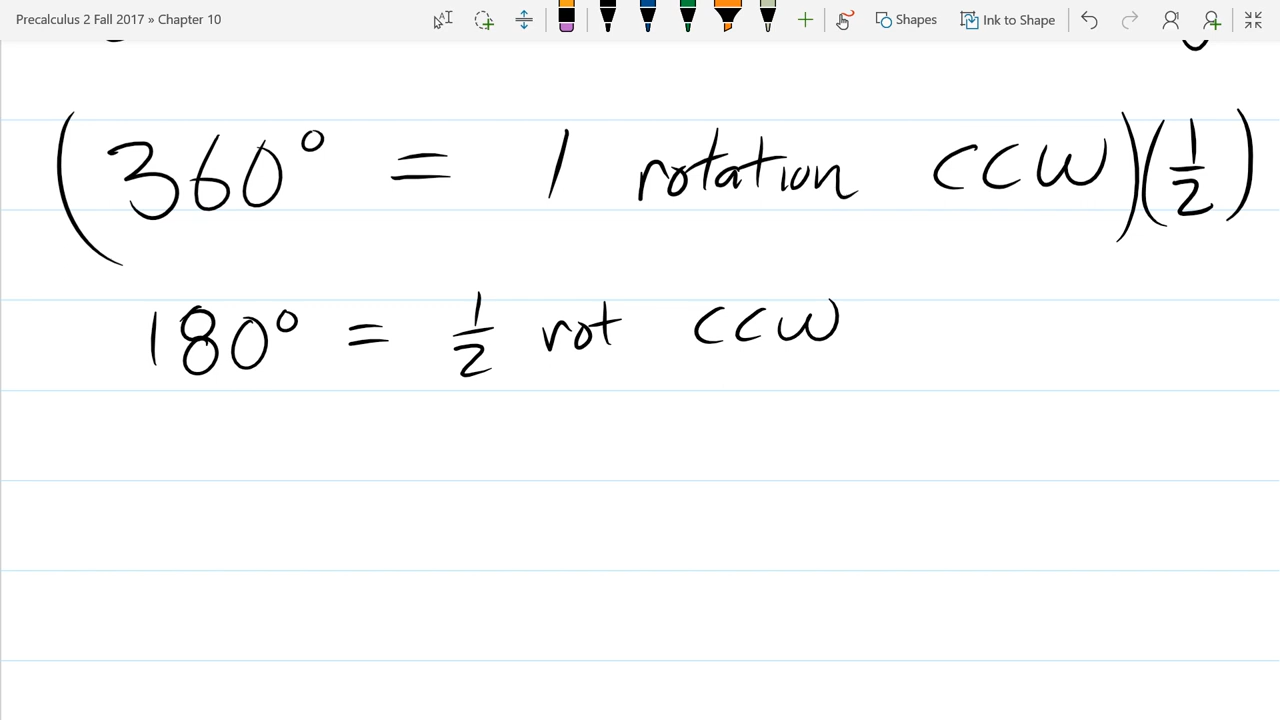 Precalculus 2 Fall 2017 » Chapter 10 Shapes Ink to Shape
(360° = 1 rotation CCW)(1/2)
180° = 1/2 rot CCW